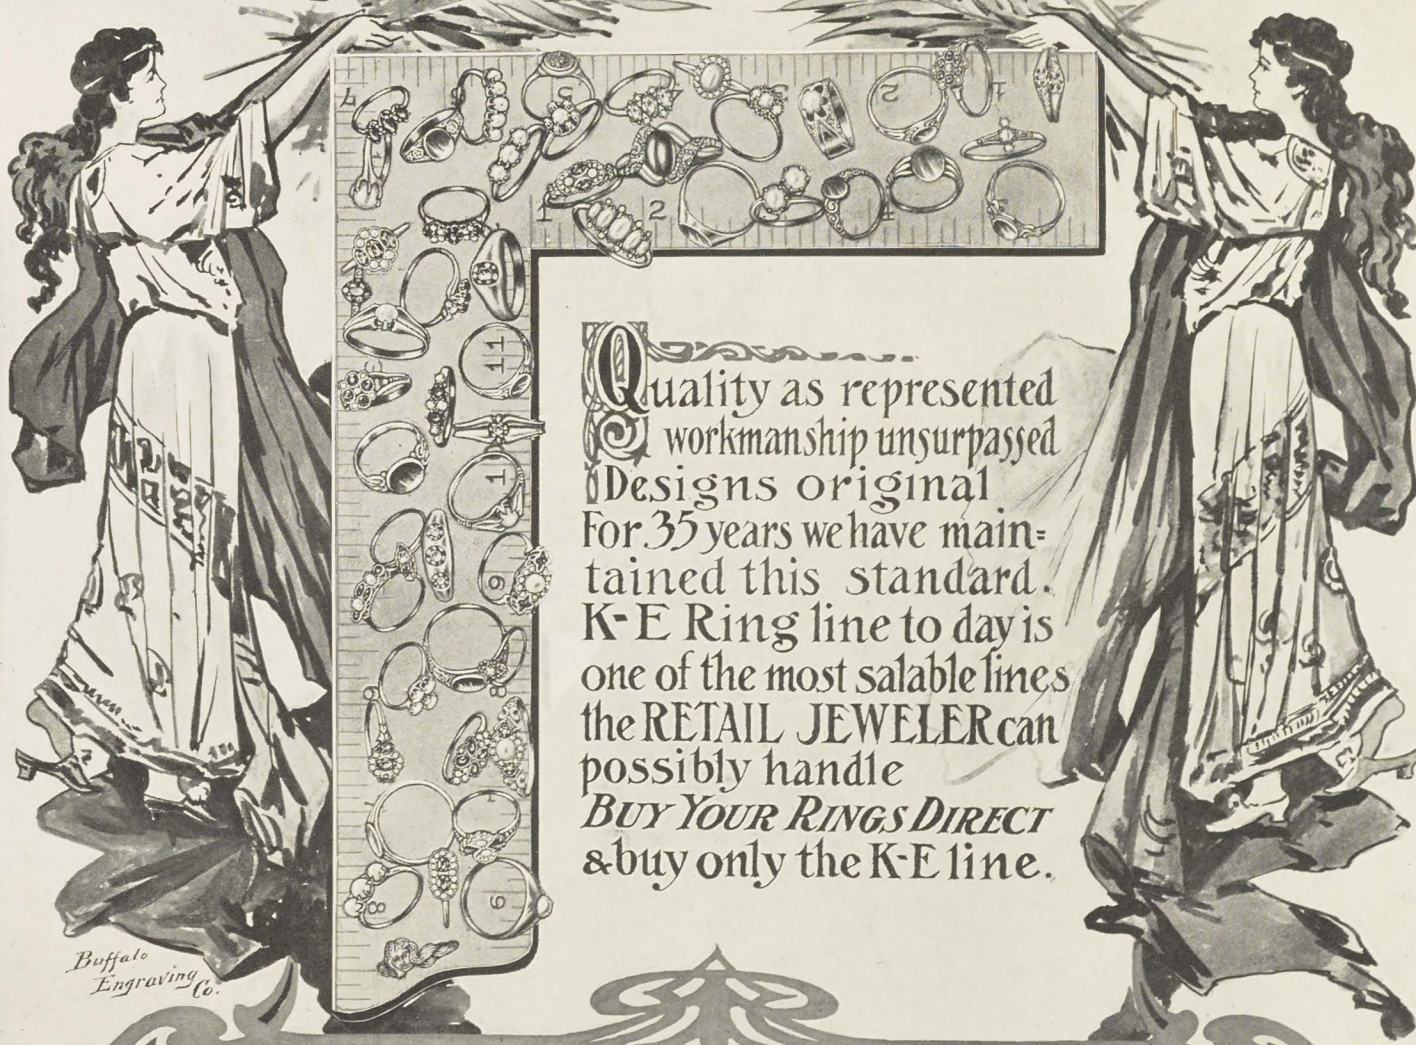 Quality as represented
workmanship unsurpassed
Designs original
For 35 years we have main=
tained this standard.
K-E Ring line to day is
one of the most salable lines
the RETAIL JEWELER can
possibly handle
BUY YOUR RINGS DIRECT
& buy only the K-E line.
Buffalo
Engraving
Co.